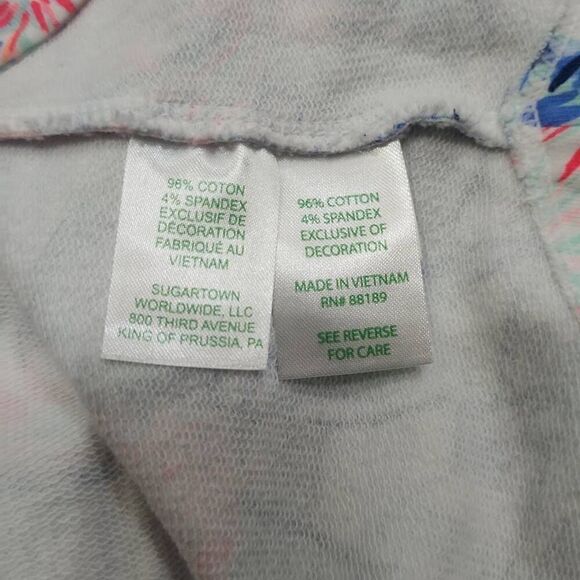 96% COTON
4% SPANDEX
EXCLUSIF DE
DÉCORATION
FABRIQUÉ AU
VIETNAM
SUGARTOWN
WORLDWIDE, LLC
800 THIRD AVENUE
KING OF PRUSSIA, PA
96% COTTON
4% SPANDEX
EXCLUSIVE OF
DECORATION
MADE IN VIETNAM
RN# 88189
SEE REVERSE
FOR CARE